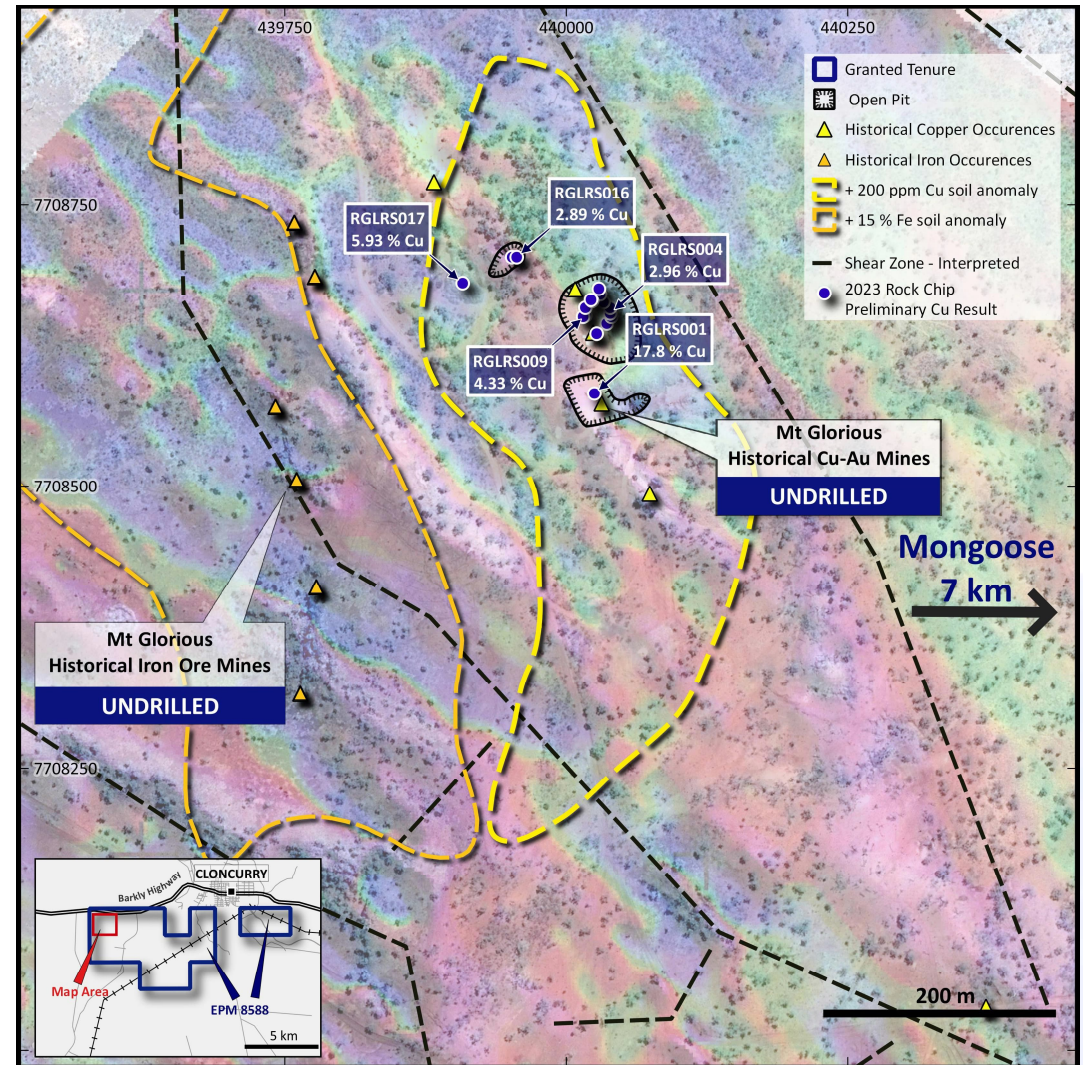 439750
440000
440250
7708750
7708500
7708250
Granted Tenure
Open Pit
Historical Copper Occurences
Historical Iron Occurences
+ 200 ppm Cu soil anomaly
+ 15 % Fe soil anomaly
Shear Zone - Interpreted
2023 Rock Chip
Preliminary Cu Result
RGLRS017
5.93 % Cu
RGLRS016
2.89 % Cu
RGLRS004
2.96 % Cu
RGLRS001
17.8 % Cu
RGLRS009
4.33 % Cu
Mt Glorious
Historical Cu-Au Mines
UNDRILLED
Mongoose
7 km
Mt Glorious
Historical Iron Ore Mines
UNDRILLED
200 m
CLONCURRY
Barkly Highway
Map Area
EPM 8588
5 km